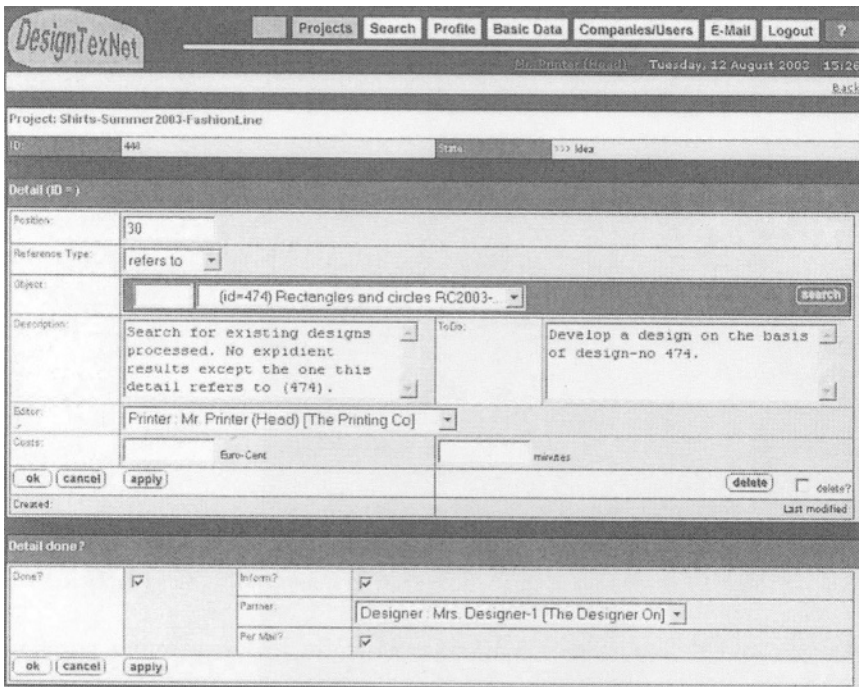 DesignTexNet
Projects Search Profile Basic Data Companies/Users E-Mail Logout ?
Mr. Printer (Head) Tuesday, 12 August 2003 15:26
Back
Project: Shirts-Summer2003-FashionLine
ID: 448 State: >>> Idea
Detail (ID = )
Position: 30
Reference Type: refers to
Object: (id=474) Rectangles and circles RC2003-... search
Description: Search for existing designs ToDo: Develop a design on the basis
processed. No expidient of design-no 474.
results except the one this
detail refers to (474).
Editor: Printer : Mr. Printer (Head) [The Printing Co]
Costs: Euro-Cent minutes
ok cancel apply delete delete?
Created: Last modified:
Detail done?
Done? Inform?
Partner: Designer : Mrs. Designer-1 [The Designer On]
Per Mail?
ok cancel apply